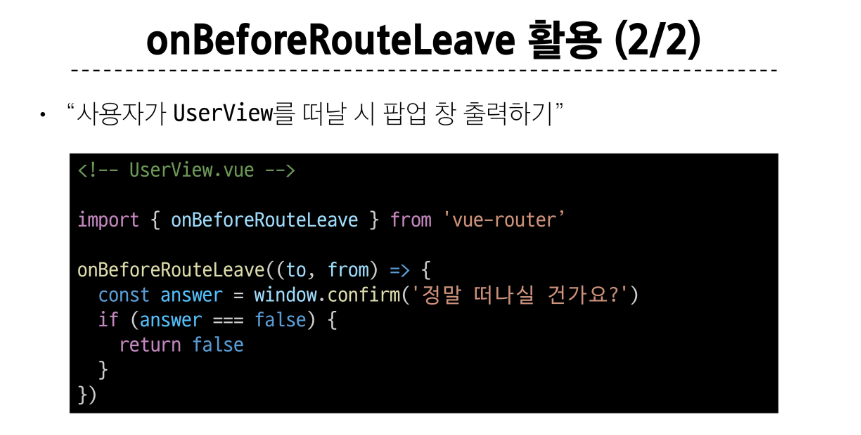 onBeforeRouteLeave 활용 (2/2)
• “사용자가 UserView를 떠날 시 팝업 창 출력하기”
<!-- UserView.vue -->
import { onBeforeRouteLeave } from 'vue-router’
onBeforeRouteLeave((to, from) => {
  const answer = window.confirm('정말 떠나실 건가요?')
  if (answer === false) {
    return false
  }
})